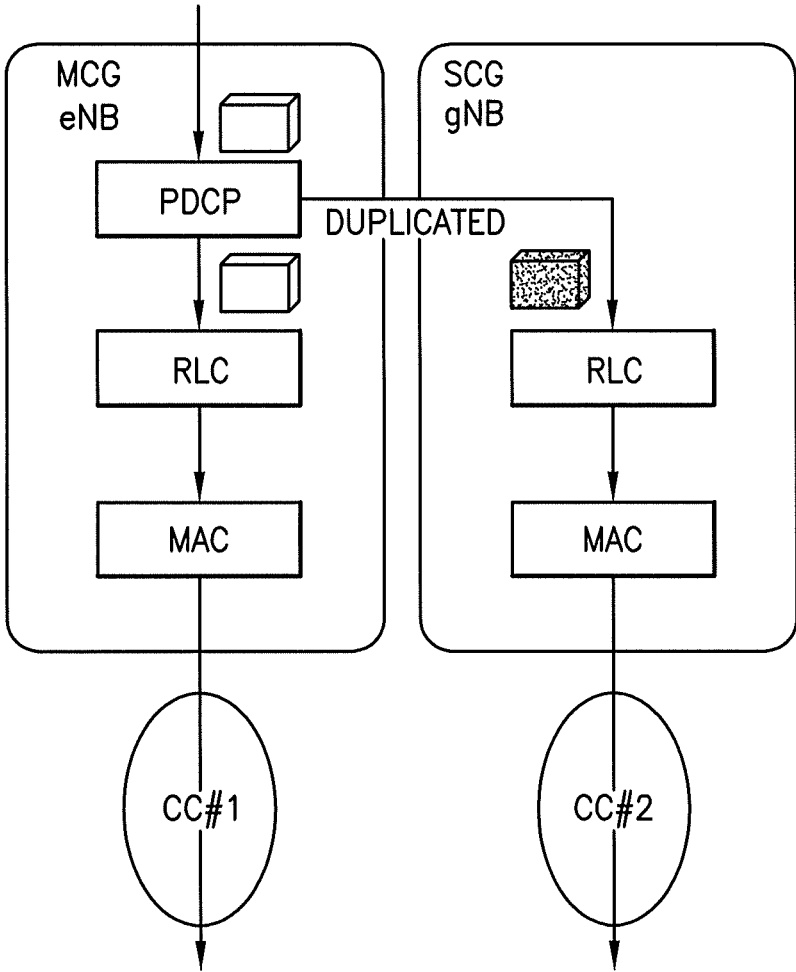 MCG
eNB
SCG
gNB
PDCP
DUPLICATED
RLC
RLC
MAC
MAC
CC#1
CC#2